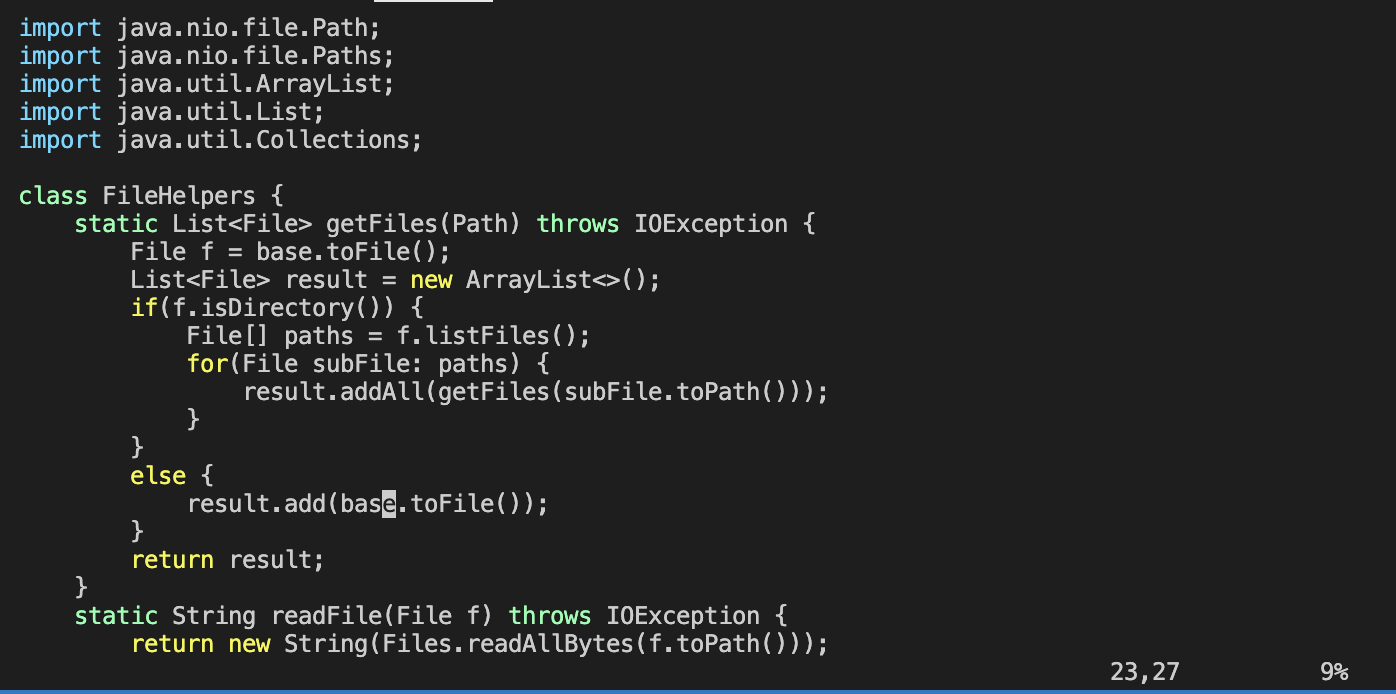 import java.nio.file.Path;
import java.nio.file.Paths;
import java.util.ArrayList;
import java.util.List;
import java.util.Collections;

class FileHelpers {
    static List<File> getFiles(Path) throws IOException {
        File f = base.toFile();
        List<File> result = new ArrayList<>();
        if(f.isDirectory()) {
            File[] paths = f.listFiles();
            for(File subFile: paths) {
                result.addAll(getFiles(subFile.toPath()));
            }
        }
        else {
            result.add(base.toFile());
        }
        return result;
    }
    static String readFile(File f) throws IOException {
        return new String(Files.readAllBytes(f.toPath()));
23,27 9%